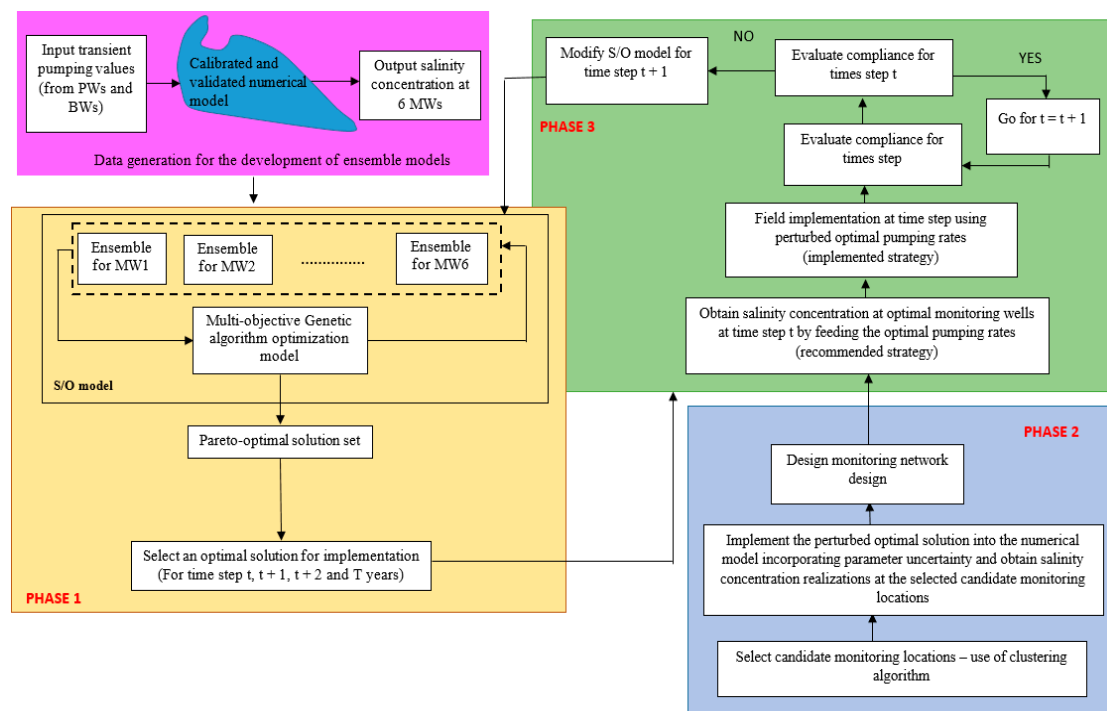 Input transient
pumping values
(from PWs and
BWs)
Calibrated and
validated numerical
model
Output salinity
concentration at
6 MWs
Data generation for the development of ensemble models
Ensemble
for MW1
Ensemble
for MW2
...............
Ensemble
for MW6
Multi-objective Genetic
algorithm optimization
model
S/O model
Pareto-optimal solution set
Select an optimal solution for implementation
(For time step t, t + 1, t + 2 and T years)
PHASE 1
Modify S/O model for
time step t + 1
NO
Evaluate compliance for
times step t
YES
Go for t = t + 1
PHASE 3
Evaluate compliance for
times step
Field implementation at time step using
perturbed optimal pumping rates
(implemented strategy)
Obtain salinity concentration at optimal monitoring wells
at time step t by feeding the optimal pumping rates
(recommended strategy)
PHASE 2
Design monitoring network
design
Implement the perturbed optimal solution into the numerical
model incorporating parameter uncertainty and obtain salinity
concentration realizations at the selected candidate monitoring
locations
Select candidate monitoring locations – use of clustering
algorithm